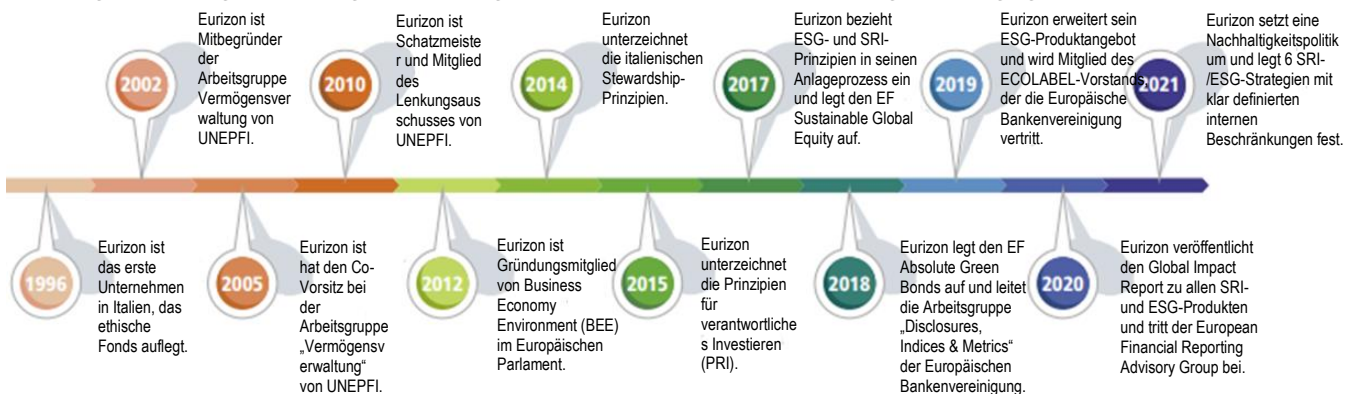 2002
Eurizon ist
Mitbegründer
der
Arbeitsgruppe
Vermögensver
waltung von
UNEPFI.
2010
Eurizon ist
Schatzmeiste
r und Mitglied
des
Lenkungsaus
schusses von
UNEPFI.
2014
Eurizon
unterzeichnet
die italienischen
Stewardship-
Prinzipien.
2017
Eurizon bezieht
ESG- und SRI-
Prinzipien in seinen
Anlageprozess ein
und legt den EF
Sustainable Global
Equity auf.
2019
Eurizon erweitert sein
ESG-Produktangebot
und wird Mitglied des
ECOLABEL-Vorstands,
der die Europäische
Bankenvereinigung
vertritt.
2021
Eurizon setzt eine
Nachhaltigkeitspolitik
um und legt 6 SRI-
/ESG-Strategien mit
klar definierten
internen
Beschränkungen fest.
1996
Eurizon ist
das erste
Unternehmen
in Italien, das
ethische
Fonds auflegt.
2005
Eurizon ist
hat den Co-
Vorsitz bei
der
Arbeitsgruppe
„Vermögensv
erwaltung“
von UNEPFI.
2012
Eurizon ist
Gründungsmitglied
von Business
Economy
Environment (BEE)
im Europäischen
Parlament.
2015
Eurizon
unterzeichnet
die Prinzipien
für
verantwortliche
s Investieren
(PRI).
2018
Eurizon legt den EF
Absolute Green
Bonds auf und leitet
die Arbeitsgruppe
„Disclosures,
Indices & Metrics“
der Europäischen
Bankenvereinigung.
2020
Eurizon veröffentlicht
den Global Impact
Report zu allen SRI-
und ESG-Produkten
und tritt der European
Financial Reporting
Advisory Group bei.